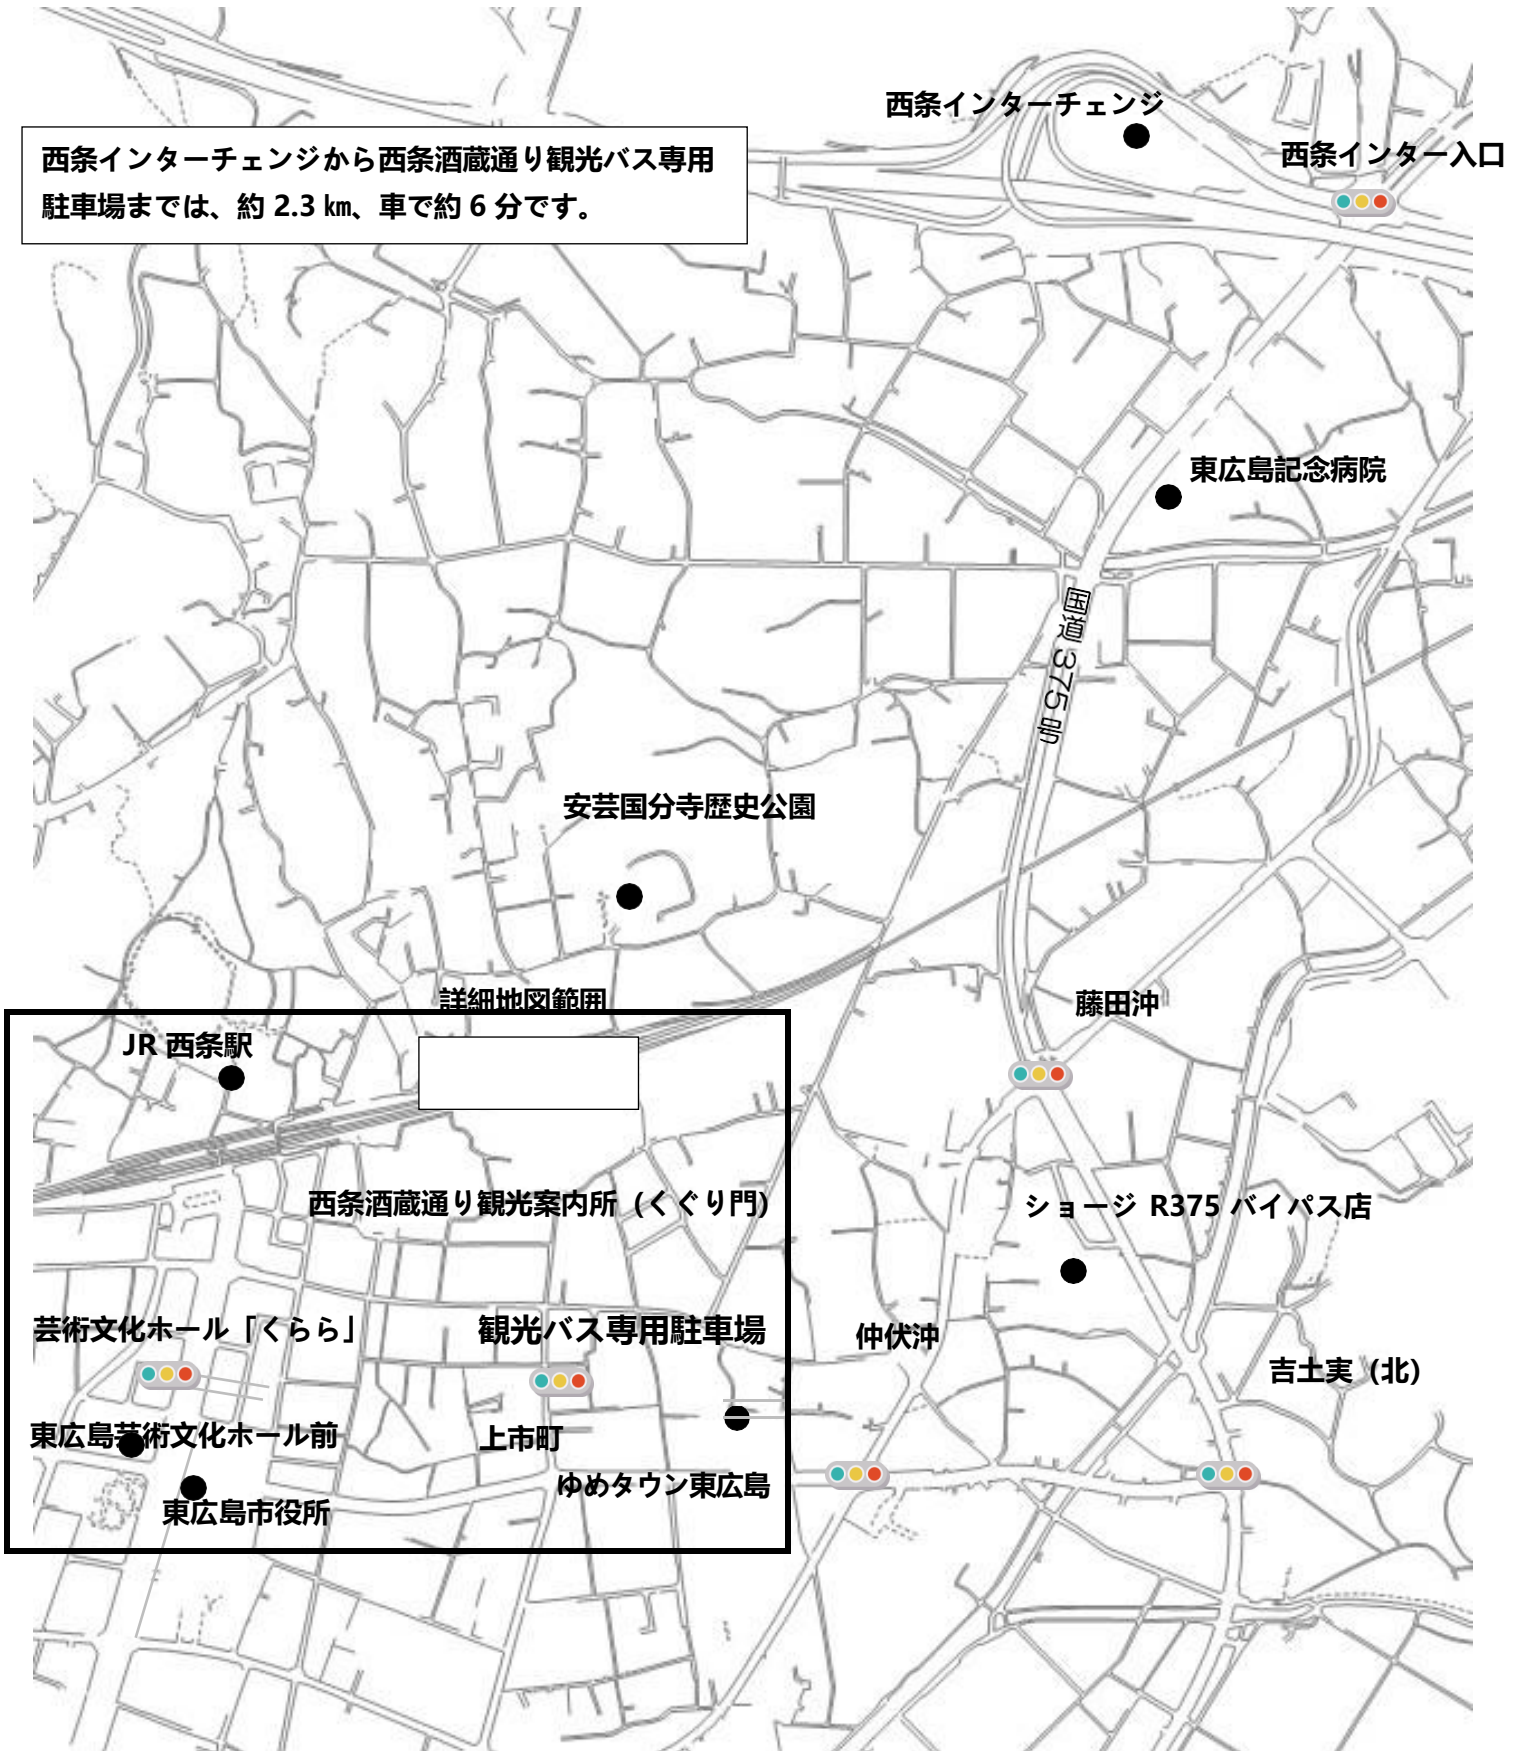 西条インターチェンジ
西条インター入口
西条インターチェンジから西条酒蔵通り観光バス専用
駐車場までは、約 2.3 ㎞、車で約 6 分です。
東広島記念病院
国道 375 号
安芸国分寺歴史公園
詳細地図範囲
藤田沖
JR 西条駅
西条酒蔵通り観光案内所（くぐり門）
ショージ R375 バイパス店
芸術文化ホール「くらら」
観光バス専用駐車場
仲伏沖
吉土実（北）
東広島芸術文化ホール前
上市町
ゆめタウン東広島
東広島市役所